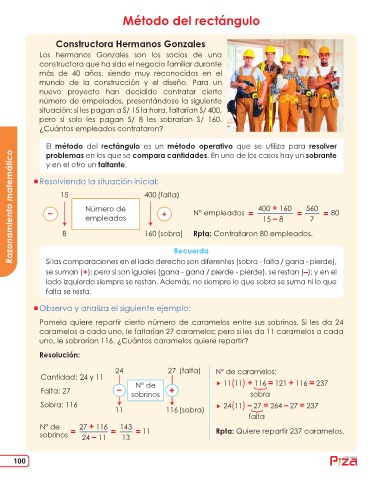 Método del rectángulo
Constructora Hermanos Gonzales
Los hermanos Gonzales son los socios de una
constructora que ha sido el negocio familiar durante
más de 40 años, siendo muy reconocidos en el
mundo de la construcción y el diseño. Para un
nuevo proyecto han decidido contratar cierto
número de empelados, presentándose la siguiente
situación: si les pagan a S/ 15 la hora, faltarían S/ 400,
pero si solo les pagan S/ 8 les sobrarían S/ 160.
¿Cuántos empleados contrataron?
El método del rectángulo es un método operativo que se utiliza para resolver
problemas en los que se compara cantidades. En uno de los casos hay un sobrante
y en el otro un faltante.
Resolviendo la situación inicial:
15 400 (falta)
– Número de empleados +
8 160 (sobra)
N° empleados = 400 + 160 / 15 – 8 = 560 / 7 = 80
Rpta: Contrataron 80 empleados.
Recuerda
Si las comparaciones en el lado derecho son diferentes (sobra - falta / gana - pierde),
se suman (+); pero si son iguales (gana - gana / pierde - pierde), se restan (–); y en el
lado izquierdo siempre se restan. Además, no siempre lo que sobra se suma ni lo que
falta se resta.
Observa y analiza el siguiente ejemplo:
Pamela quiere repartir cierto número de caramelos entre sus sobrinos. Si les da 24
caramelos a cada uno, le faltarían 27 caramelos; pero si les da 11 caramelos a cada
uno, le sobrarían 116. ¿Cuántos caramelos quiere repartir?
Resolución:
Cantidad: 24 y 11
Falta: 27
Sobra: 116
24 27 (falta)
– N° de sobrinos +
11 116 (sobra)
N° de sobrinos = 27 + 116 / 24 – 11 = 143 / 13 = 11
N° de caramelos:
11(11) + 116 = 121 + 116 = 237
sobra
24(11) – 27 = 264 – 27 = 237
falta
Rpta: Quiere repartir 237 caramelos.
Razonamiento matemático
100
Piza